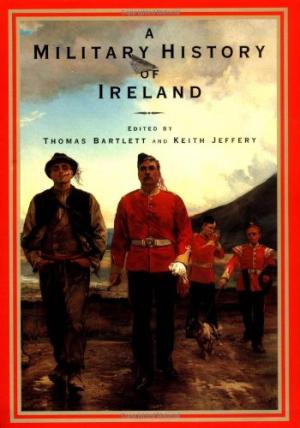 A
MILITARY HISTORY
OF
IRELAND
EDITED BY
THOMAS BARTLETT AND KEITH JEFFERY